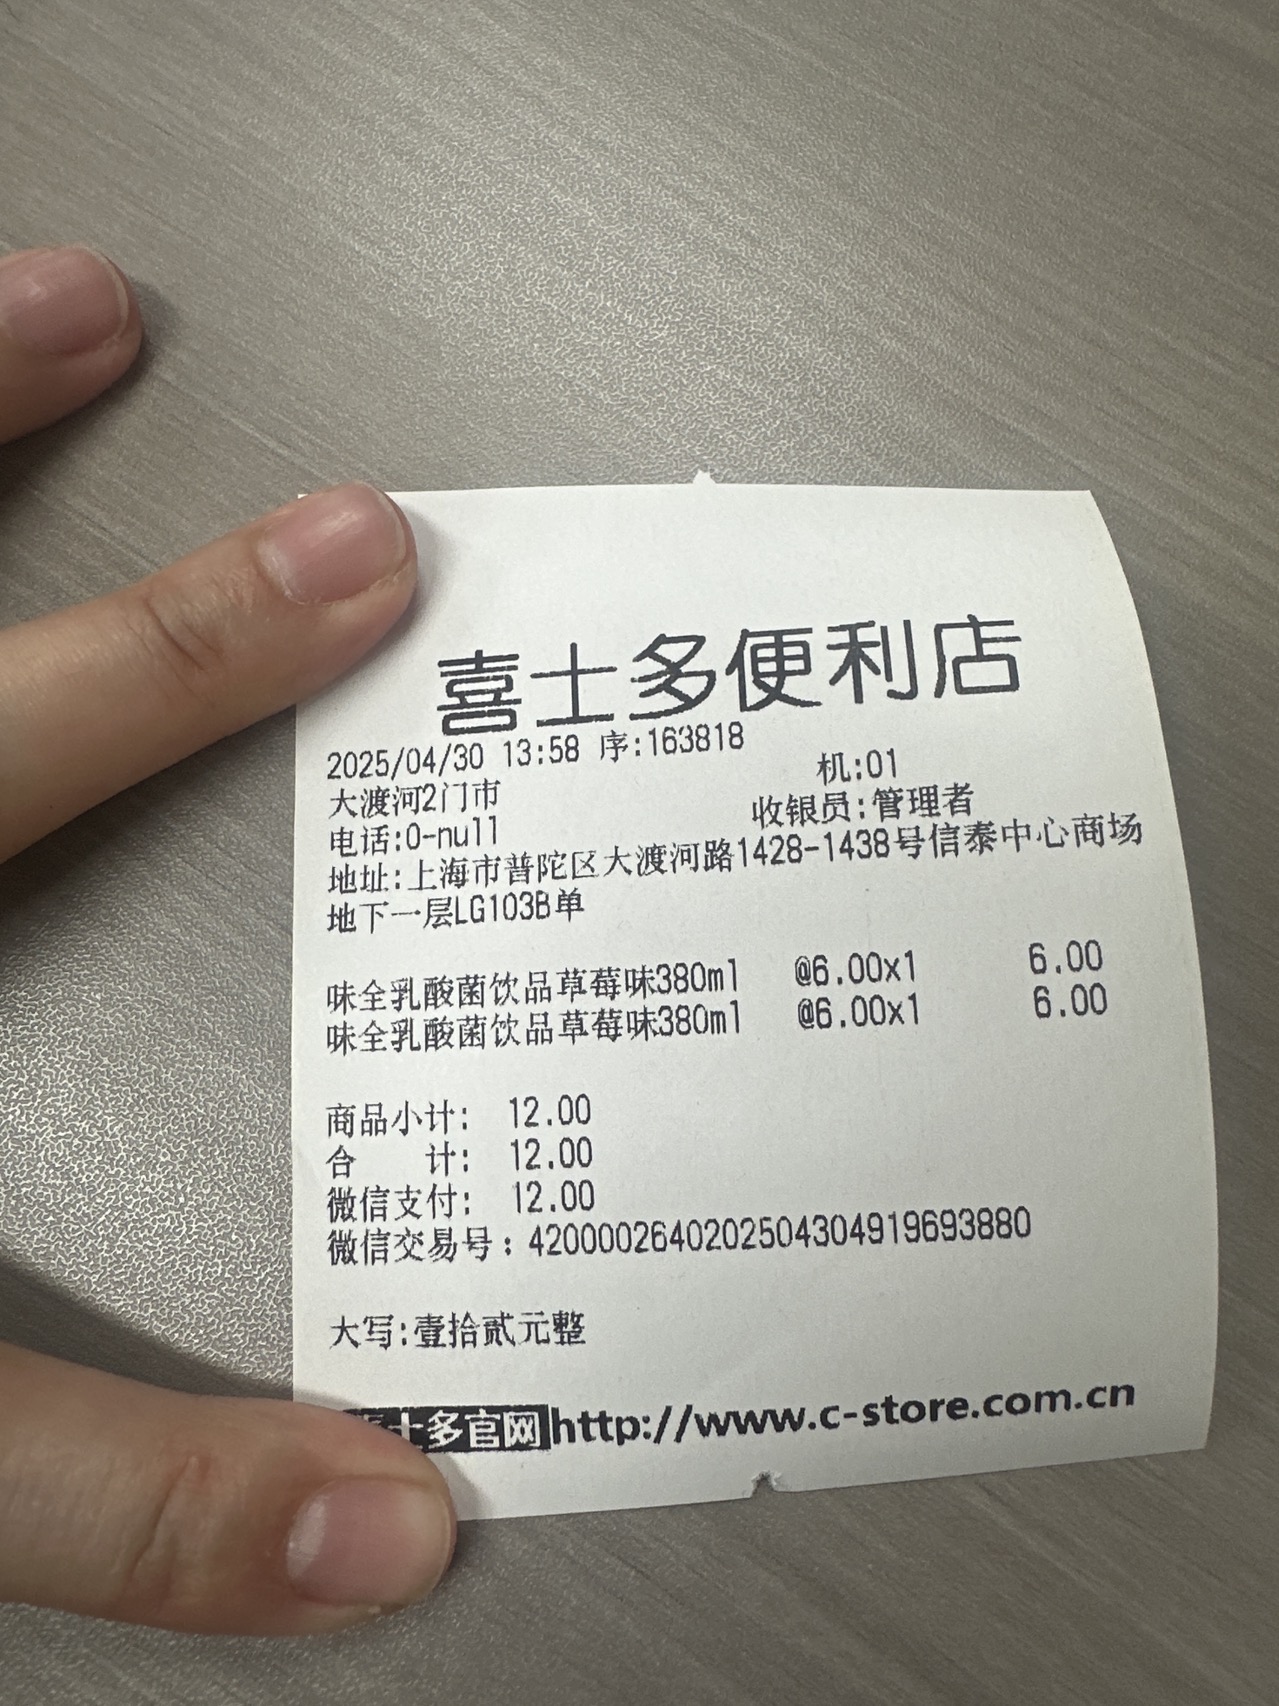 喜士多便利店
2025/04/30 13:58 序:163818
机:01
大渡河2门市
收银员:管理者
电话:0-null
地址:上海市普陀区大渡河路1428-1438号信泰中心商场
地下一层LG103B单
味全乳酸菌饮品草莓味380ml @6.00x1 6.00
味全乳酸菌饮品草莓味380ml @6.00x1 6.00
商品小计: 12.00
合 计: 12.00
微信支付: 12.00
微信交易号: 4200002640202504304919693880
大写:壹拾贰元整
士多官网http://www.c-store.com.cn